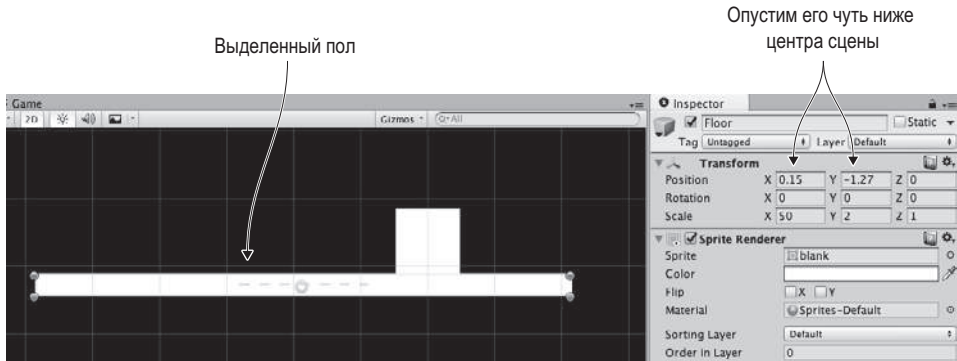 Опустим его чуть ниже
центра сцены
Выделенный пол
Game
2D
Gizmos
Q▾All
Inspector
Floor
Static
Tag Untagged Layer Default
Transform
Position X 0.15 Y -1.27 Z 0
Rotation X 0 Y 0 Z 0
Scale X 50 Y 2 Z 1
Sprite Renderer
Sprite blank
Color
Flip X Y
Material Sprites-Default
Sorting Layer Default
Order in Layer 0